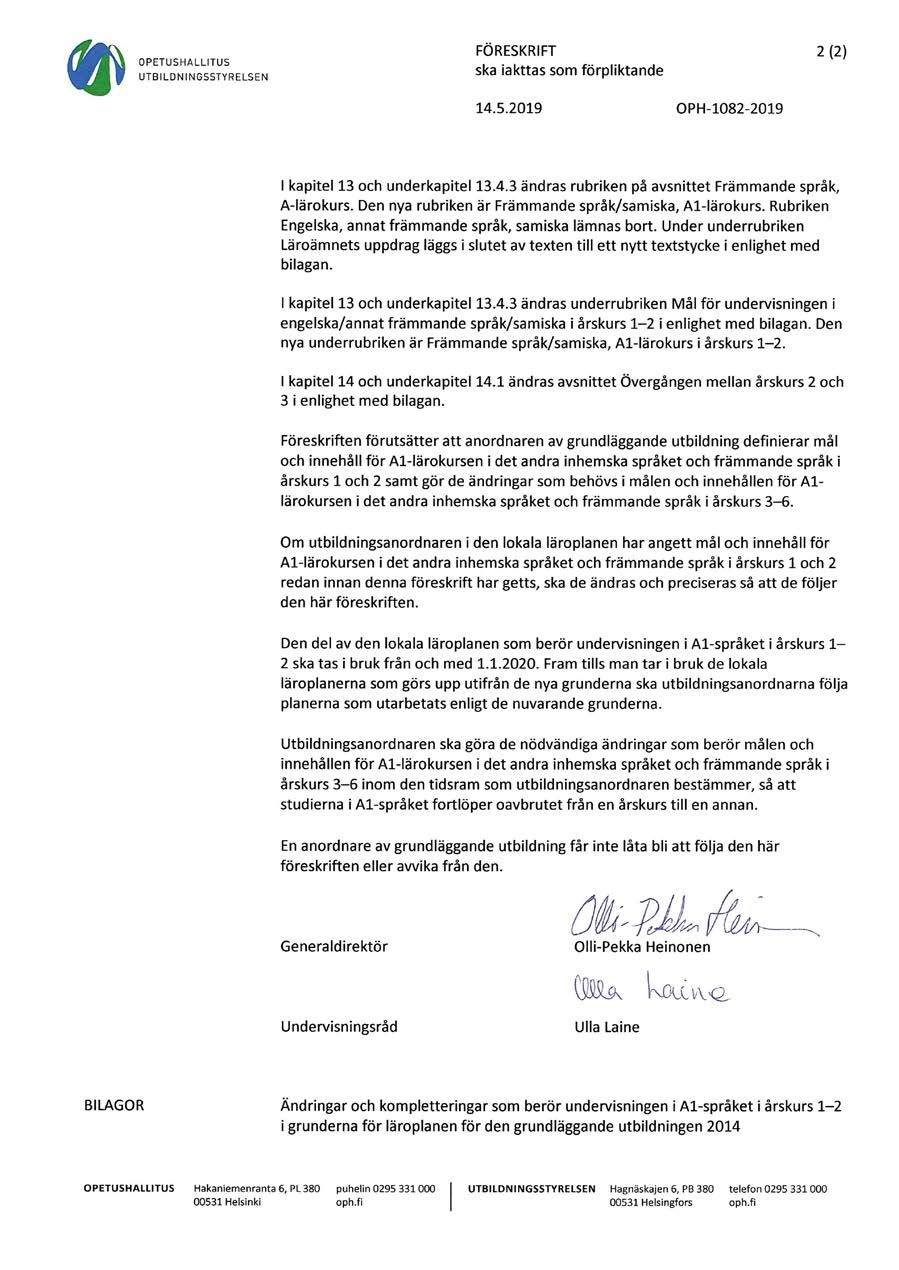 OPETUSHALLITUS
UTBILDNINGSSTYRELSEN
FÖRESKRIFT 2 (2)
ska iakttas som förpliktande
14.5.2019 OPH-1082-2019
I kapitel 13 och underkapitel 13.4.3 ändras rubriken på avsnittet Främmande språk,
A-lärokurs. Den nya rubriken är Främmande språk/samiska, A1-lärokurs. Rubriken
Engelska, annat främmande språk, samiska lämnas bort. Under underrubriken
Läroämnets uppdrag läggs i slutet av texten till ett nytt textstycke i enlighet med
bilagan.
I kapitel 13 och underkapitel 13.4.3 ändras underrubriken Mål för undervisningen i
engelska/annat främmande språk/samiska i årskurs 1–2 i enlighet med bilagan. Den
nya underrubriken är Främmande språk/samiska, A1-lärokurs i årskurs 1–2.
I kapitel 14 och underkapitel 14.1 ändras avsnittet Övergången mellan årskurs 2 och
3 i enlighet med bilagan.
Föreskriften förutsätter att anordnaren av grundläggande utbildning definierar mål
och innehåll för A1-lärokursen i det andra inhemska språket och främmande språk i
årskurs 1 och 2 samt gör de ändringar som behövs i målen och innehållen för A1-
lärokursen i det andra inhemska språket och främmande språk i årskurs 3–6.
Om utbildningsanordnaren i den lokala läroplanen har angett mål och innehåll för
A1-lärokursen i det andra inhemska språket och främmande språk i årskurs 1 och 2
redan innan denna föreskrift har getts, ska de ändras och preciseras så att de följer
den här föreskriften.
Den del av den lokala läroplanen som berör undervisningen i A1-språket i årskurs 1–
2 ska tas i bruk från och med 1.1.2020. Fram tills man tar i bruk de lokala
läroplanerna som görs upp utifrån de nya grunderna ska utbildningsanordnarna följa
planerna som utarbetats enligt de nuvarande grunderna.
Utbildningsanordnaren ska göra de nödvändiga ändringar som berör målen och
innehållen för A1-lärokursen i det andra inhemska språket och främmande språk i
årskurs 3–6 inom den tidsram som utbildningsanordnaren bestämmer, så att
studierna i A1-språket fortlöper oavbrutet från en årskurs till en annan.
En anordnare av grundläggande utbildning får inte låta bli att följa den här
föreskriften eller avvika från den.
Olli-Pekka Hein
Generaldirektör Olli-Pekka Heinonen
Ulla Laine
Undervisningsråd Ulla Laine
BILAGOR Ändringar och kompletteringar som berör undervisningen i A1-språket i årskurs 1–2
i grunderna för läroplanen för den grundläggande utbildningen 2014
OPETUSHALLITUS Hakaniemenranta 6, PL 380 puhelin 0295 331 000 UTBILDNINGSSTYRELSEN Hagnäskajen 6, PB 380 telefon 0295 331 000
00531 Helsinki oph.fi 00531 Helsingfors oph.fi